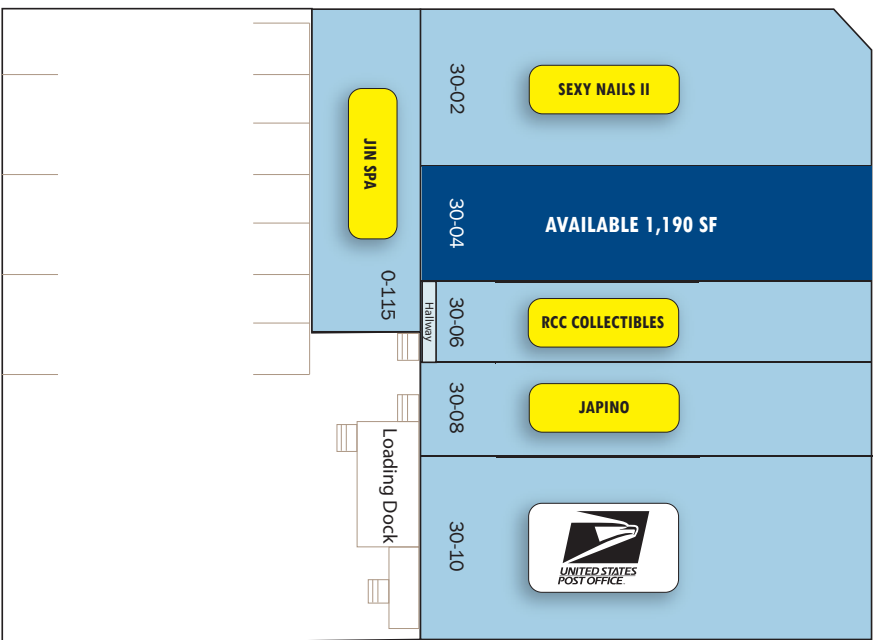 30-02
SEXY NAILS II
JIN SPA
0-115
30-04
AVAILABLE 1,190 SF
Hallway
30-06
RCC COLLECTIBLES
30-08
JAPINO
Loading Dock
30-10
UNITED STATES
POST OFFICE.